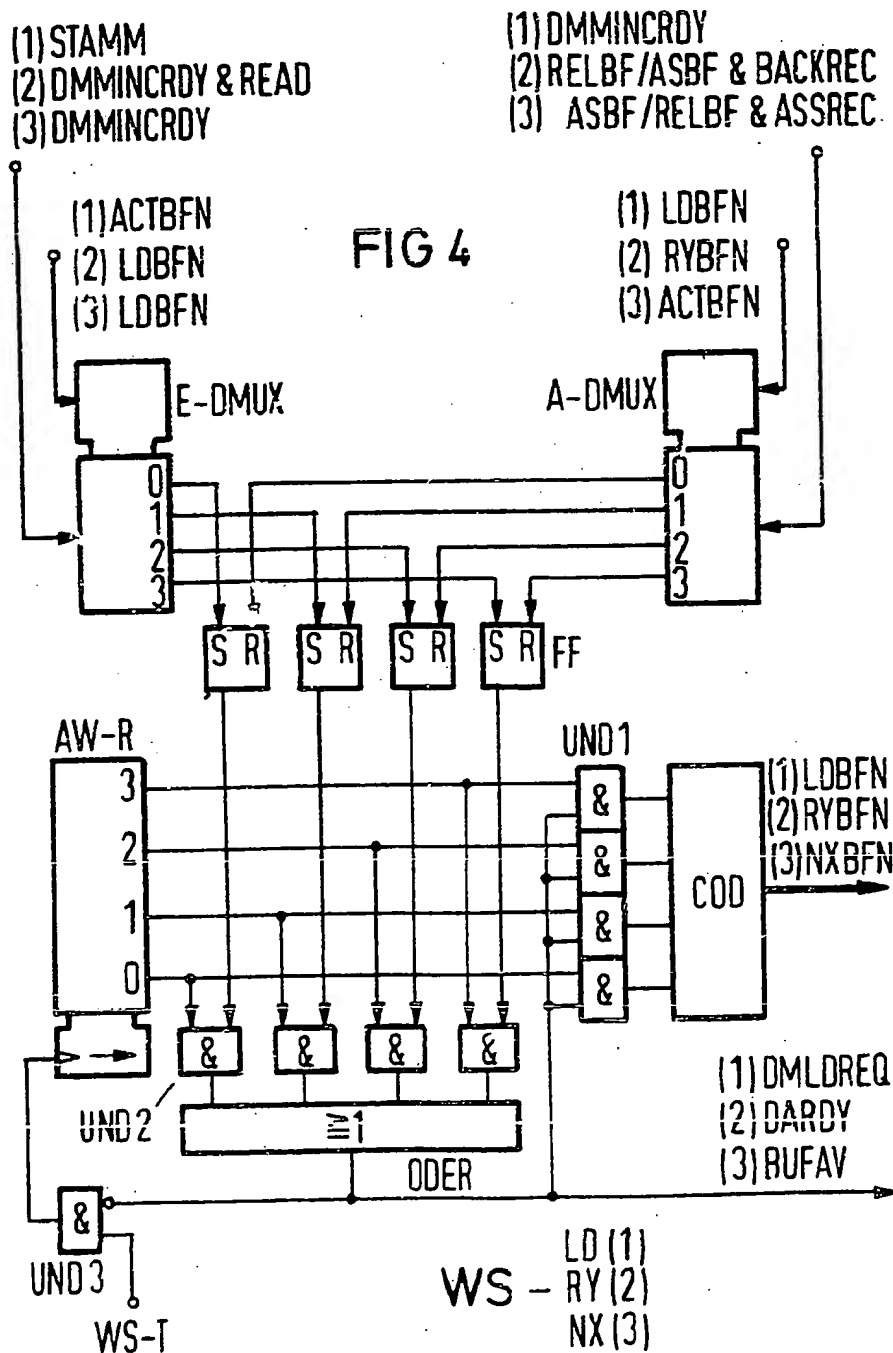 (1) STAMM
(2) DMMINCRDY & READ
(3) DMMINCRDY
(1) DMMINCRDY
(2) RELBF/ASBF & BACKREC
(3) ASBF/RELBF & ASSREC
(1) ACTBFN
(2) LDBFN
(3) LDBFN
FIG 4
(1) LDBFN
(2) RYBFN
(3) ACTBFN
E-DMUX
A-DMUX
0
1
2
3
0
1
2
3
S R
S R
S R
S R
FF
AW-R
3
2
1
0
UND1
&
&
&
&
COD
(1) LDBFN
(2) RYBFN
(3) NXBFN
&
&
&
&
UND2
≥1
ODER
(1) DMLDREQ
(2) DARDY
(3) BUFAV
&
UND3
WS-T
WS -
LD (1)
RY (2)
NX (3)